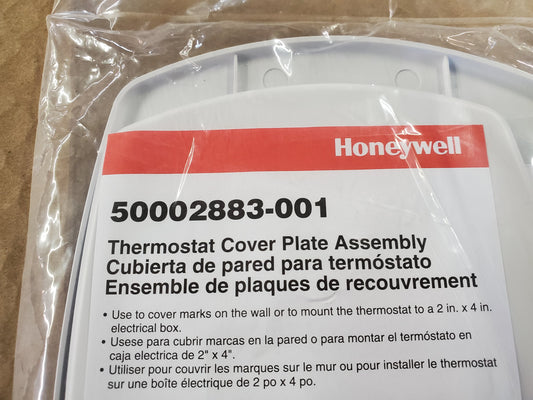 Honeywell
50002883-001
Thermostat Cover Plate Assembly
Cubierta de pared para termóstato
Ensemble de plaques de recouvrement
• Use to cover marks on the wall or to mount the thermostat to a 2 in. x 4 in.
electrical box.
• Usese para cubrir marcas en la pared o para montar el termóstato en
caja electrica de 2" x 4".
• Utiliser pour couvrir les marques sur le mur ou pour installer le thermostat
sur une boîte électrique de 2 po x 4 po.